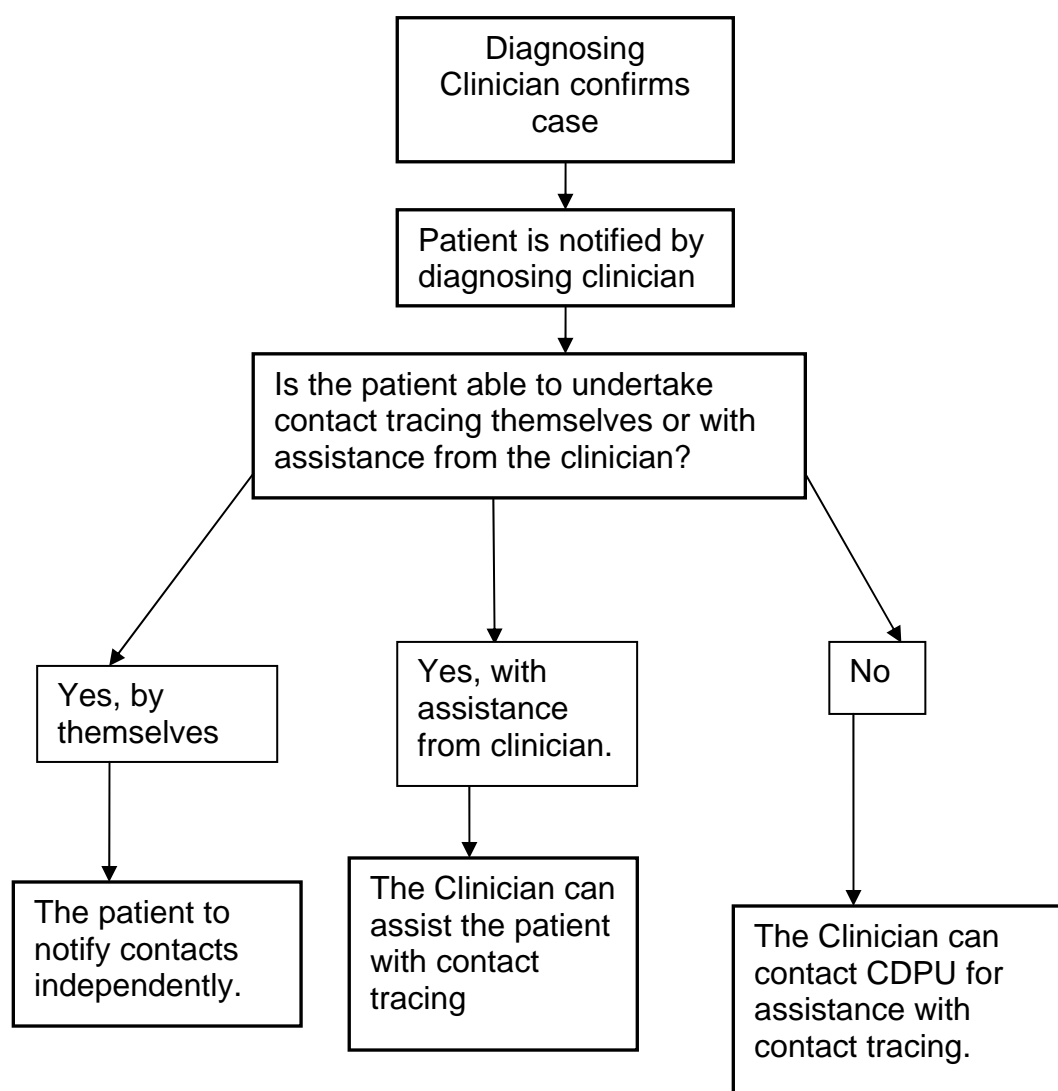 Diagnosing
Clinician confirms
case
Patient is notified by
diagnosing clinician
Is the patient able to undertake
contact tracing themselves or with
assistance from the clinician?
Yes, by
themselves
Yes, with
assistance
from clinician.
No
The patient to
notify contacts
independently.
The Clinician can
assist the patient
with contact
tracing
The Clinician can
contact CDPU for
assistance with
contact tracing.